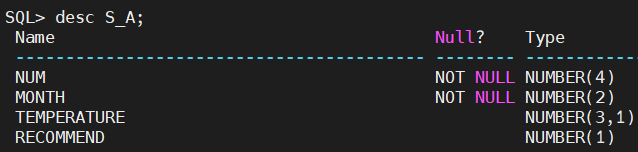 SQL> desc S_A;
Name Null? Type
----------------------------------------- -------- ------------
NUM NOT NULL NUMBER(4)
MONTH NOT NULL NUMBER(2)
TEMPERATURE NUMBER(3,1)
RECOMMEND NUMBER(1)